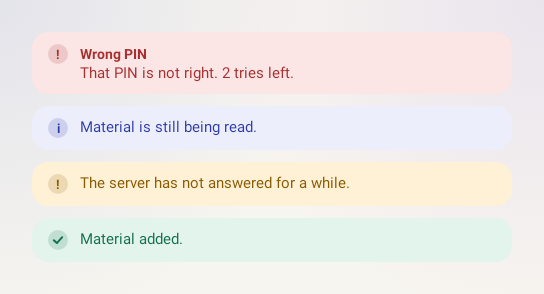 Wrong PIN
That PIN is not right. 2 tries left.
Material is still being read.
The server has not answered for a while.
Material added.